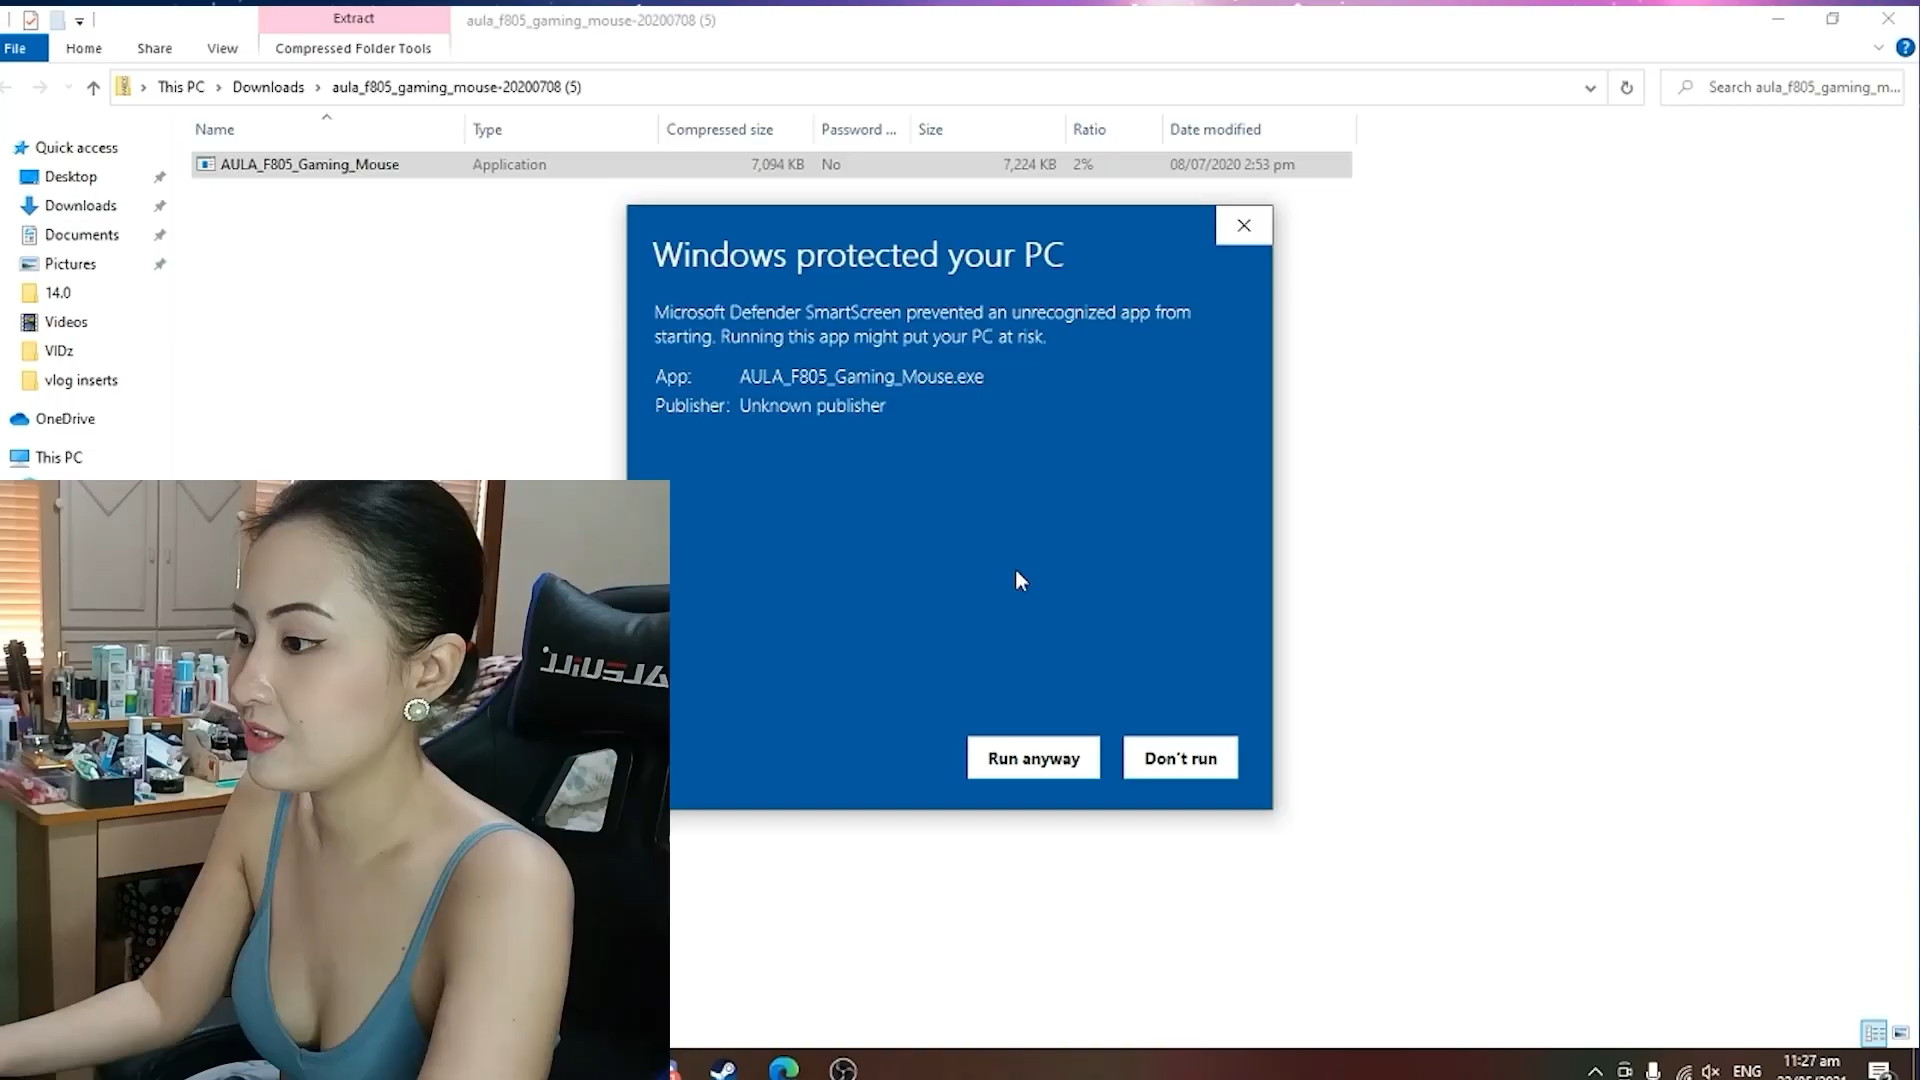 Extract
aula_f805_gaming_mouse-20200708 (5)
File
Home
Share
View
Compressed Folder Tools
This PC
Downloads
aula_f805_gaming_mouse-20200708 (5)
Search aula_f805_gaming_m...
Name
Type
Compressed size
Password ...
Size
Ratio
Date modified
AULA_F805_Gaming_Mouse
Application
7,094 KB
No
7,224 KB
2%
08/07/2020 2:53 pm
Quick access
Desktop
Downloads
Documents
Pictures
14.0
Videos
VIDz
vlog inserts
OneDrive
This PC
Windows protected your PC
Microsoft Defender SmartScreen prevented an unrecognized app from
starting. Running this app might put your PC at risk.
App: AULA_F805_Gaming_Mouse.exe
Publisher: Unknown publisher
Run anyway
Don't run
ENG
11:27 am